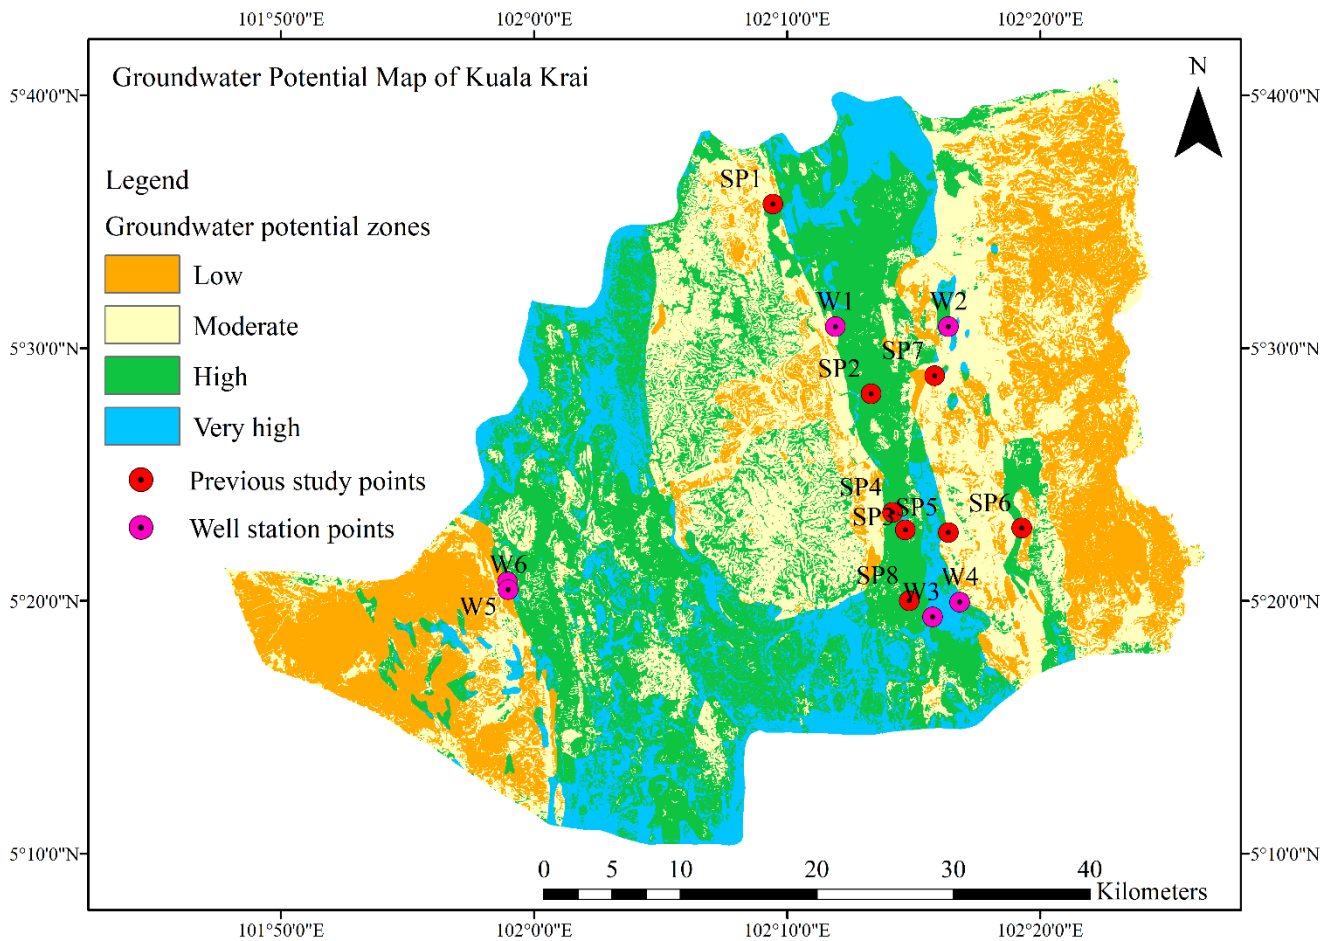 101°50'0"E 102°0'0"E 102°10'0"E 102°20'0"E
Groundwater Potential Map of Kuala Krai
N
5°40'0"N 5°40'0"N
Legend
SP1
Groundwater potential zones
Low
Moderate
W1 W2
5°30'0"N 5°30'0"N
SP7
SP2
High
Very high
Previous study points
SP4
SP3 SP5 SP6
Well station points
W6
SP8 W4
W5 W3
5°20'0"N 5°20'0"N
5°10'0"N 5°10'0"N
0 5 10 20 30 40
Kilometers
101°50'0"E 102°0'0"E 102°10'0"E 102°20'0"E